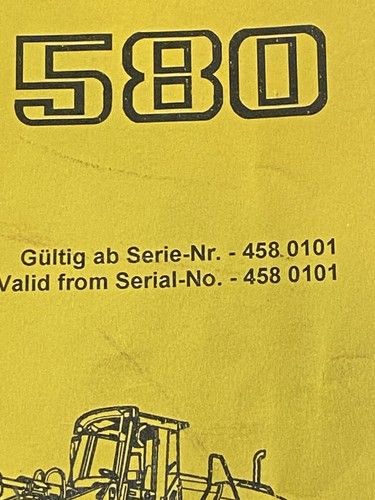 580
Gültig ab Serie-Nr. - 458 0101
Valid from Serial-No. - 458 0101